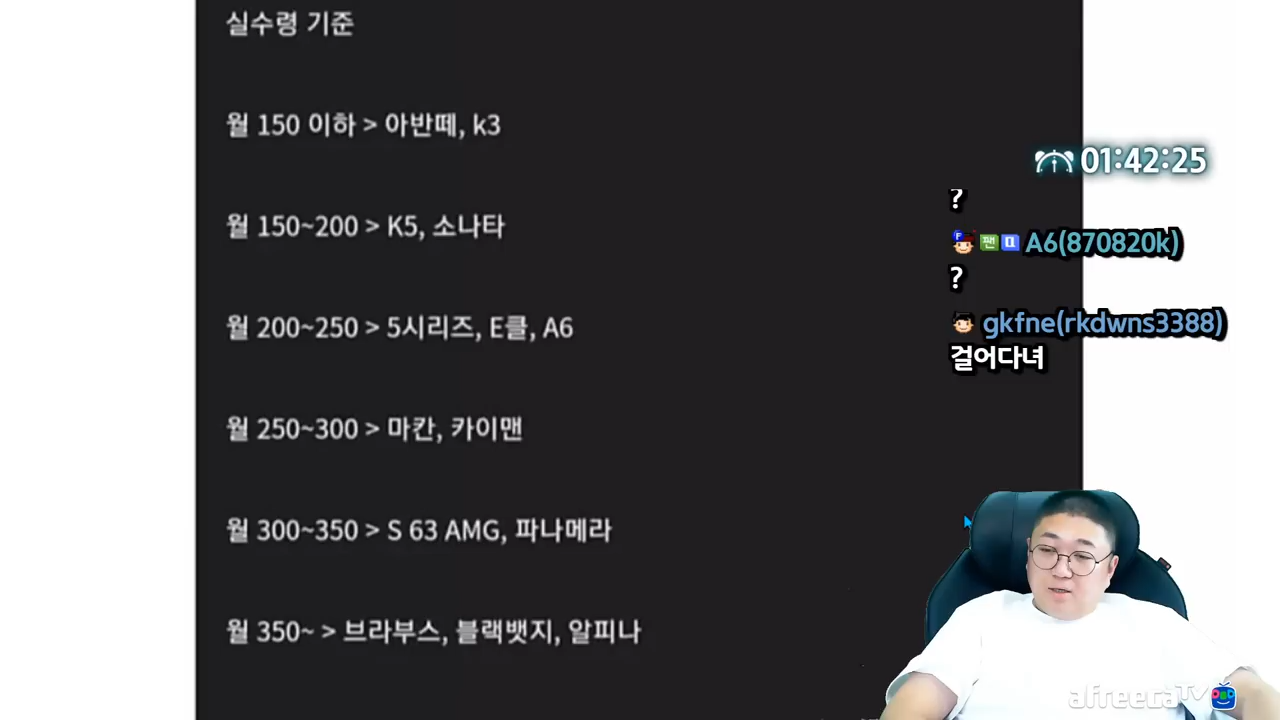 실수령 기준
월 150 이하 > 아반떼, k3
월 150~200 > K5, 소나타
월 200~250 > 5시리즈, E클, A6
월 250~300 > 마칸, 카이맨
월 300~350 > S 63 AMG, 파나메라
월 350~ > 브라부스, 블랙뱃지, 알피나
01:42:25
?
F 팬 A6(870820k)
?
gkfne(rkdwns3388)
걸어다녀
afreecaTV